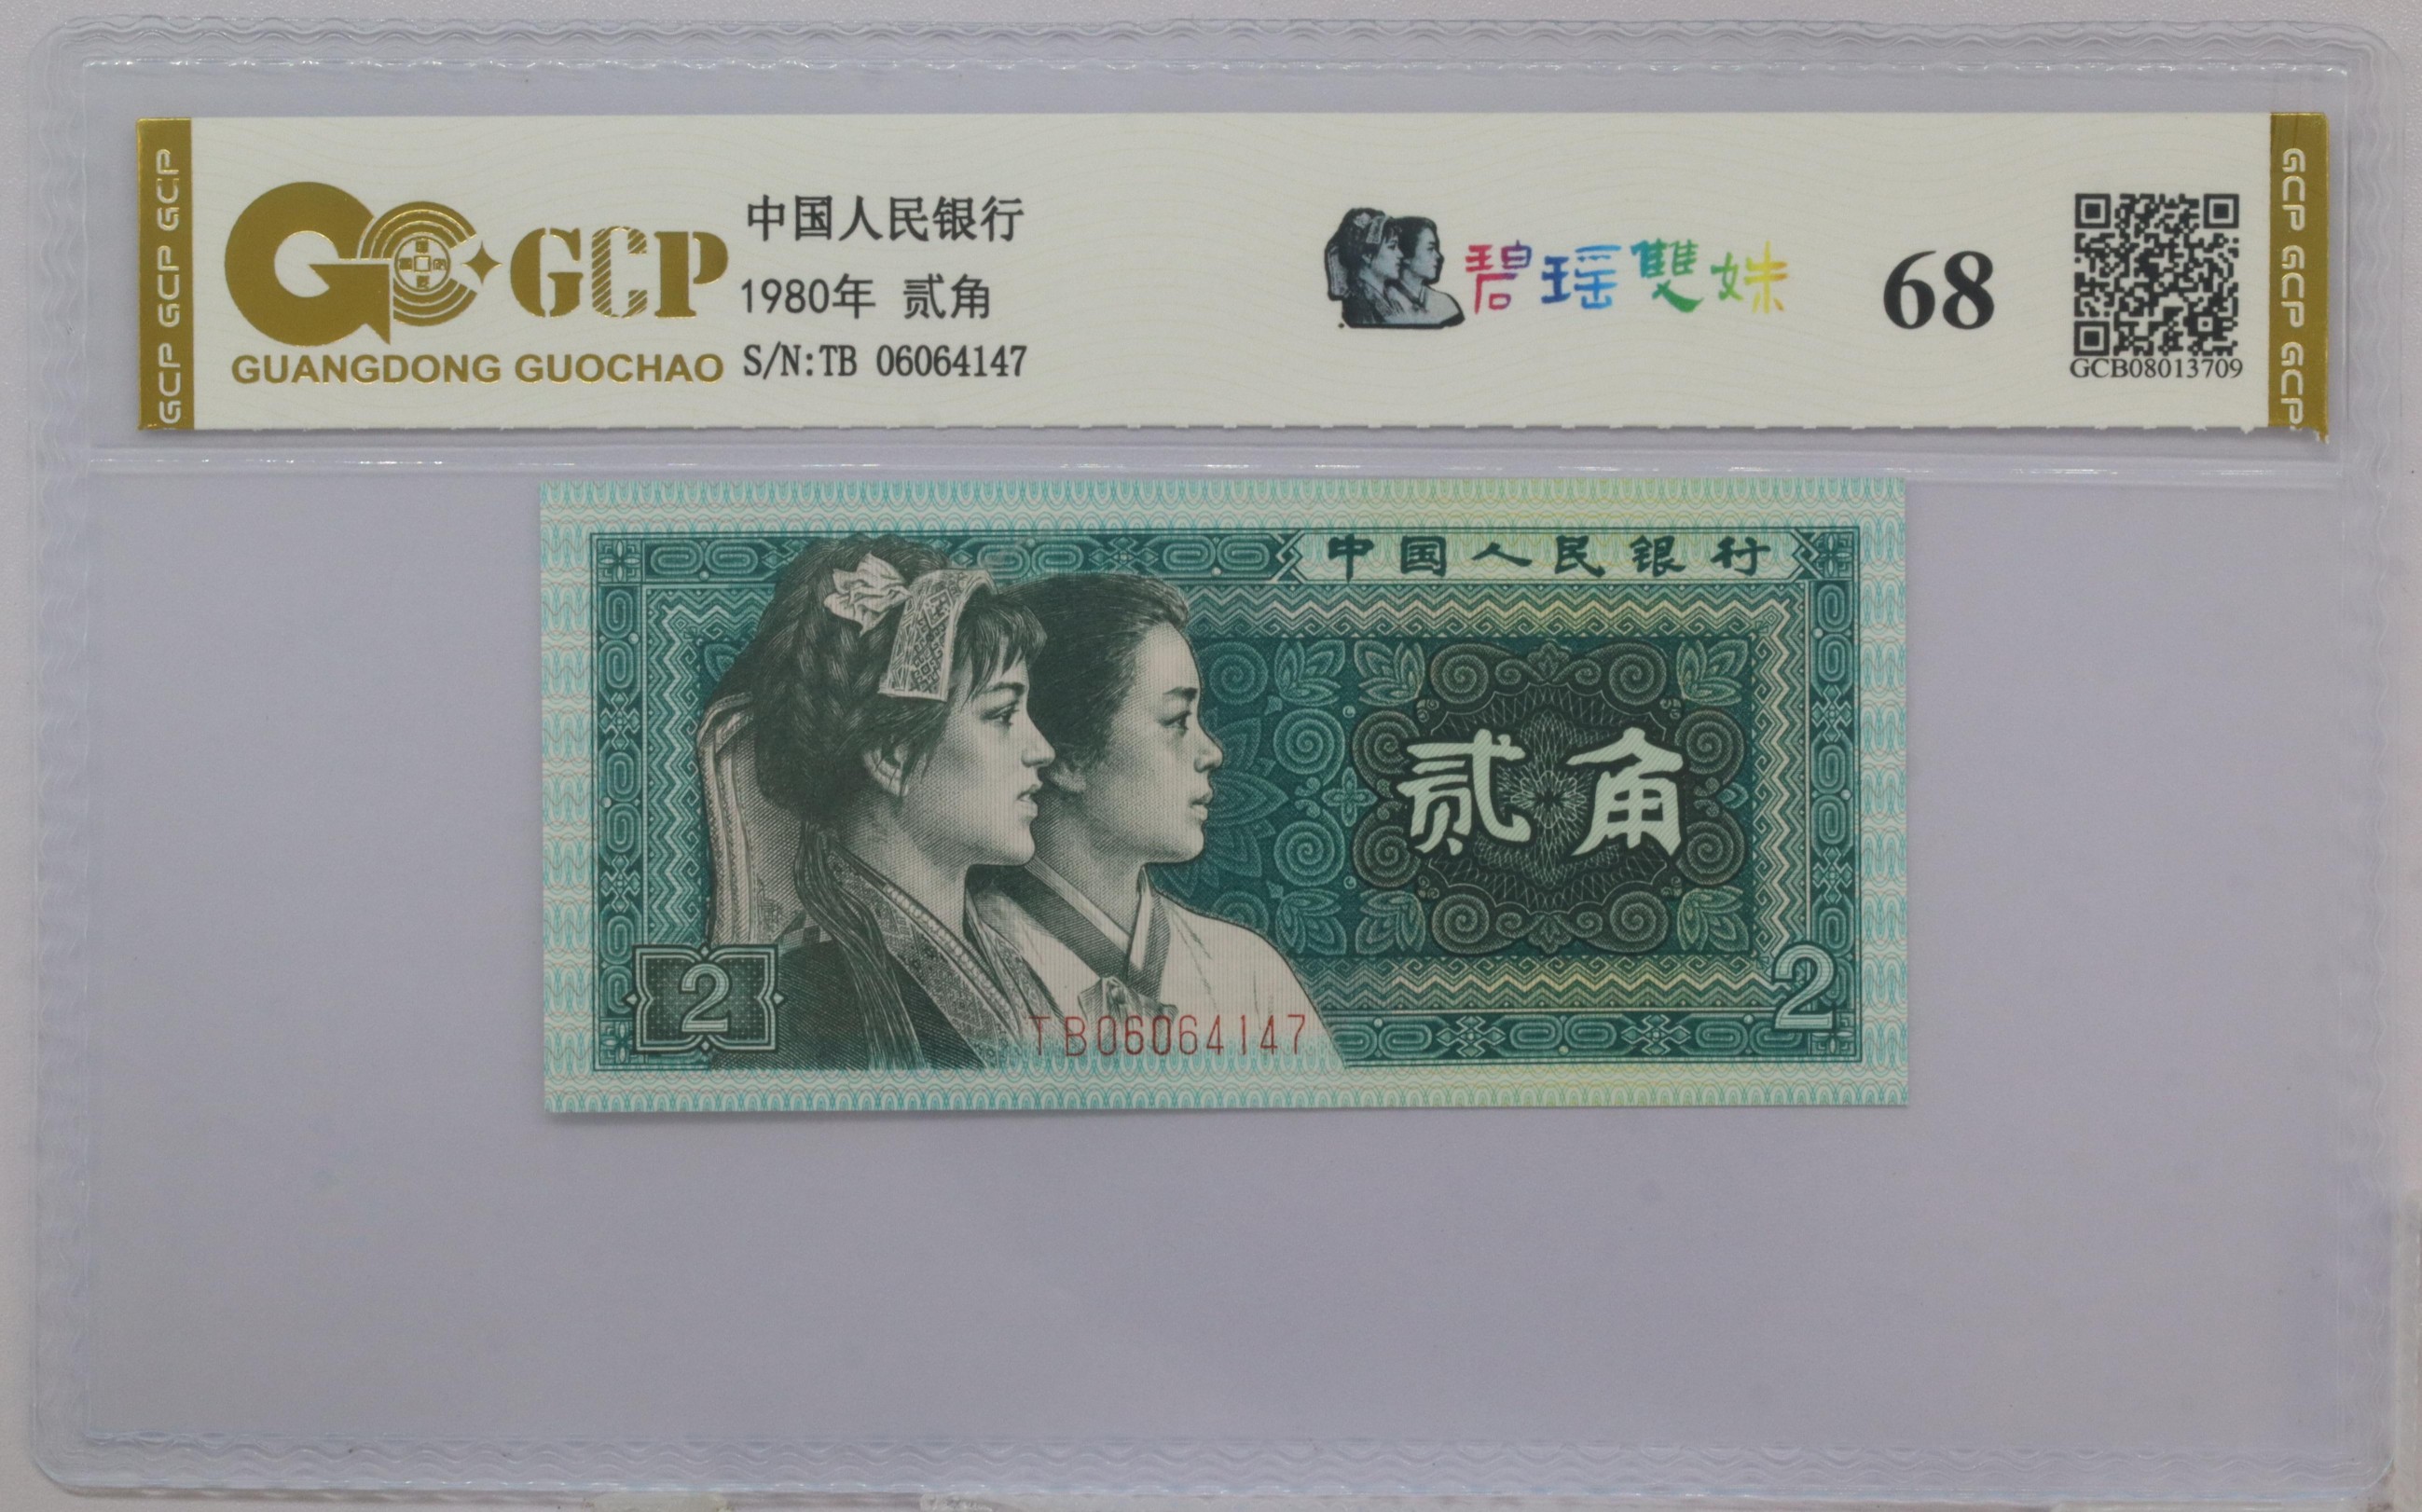 GCP GCP GCP
GCP
GUANGDONG GUOCHAO
中国人民银行
1980年 贰角
S/N:TB 06064147
碧瑶雙妹
68
GCB08013709
GCP GCP GCP
中国人民银行
贰角
2
2
TB06064147